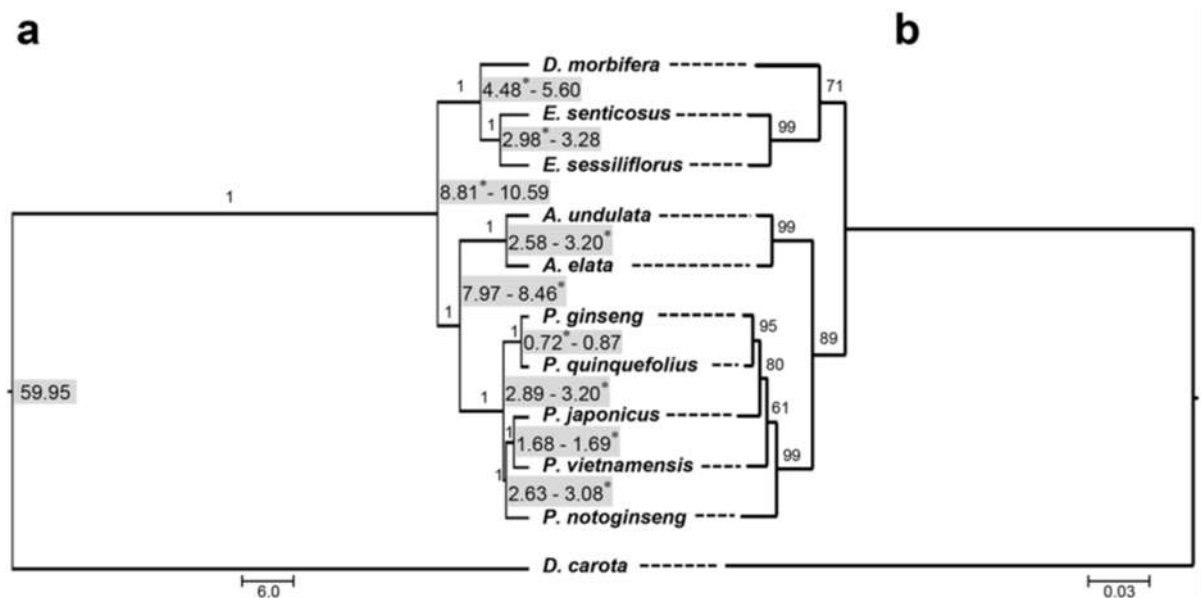 a
b
D. morbifera
71
1
4.48*- 5.60
E. senticosus
1
99
2.98*- 3.28
E. sessiliflorus
8.81*- 10.59
1
A. undulata
1
99
2.58 - 3.20*
A. elata
7.97 - 8.46*
1
P. ginseng
95
1
0.72*- 0.87
89
P. quinquefolius
80
59.95
2.89 - 3.20*
1
P. japonicus
61
1
1.68 - 1.69*
99
P. vietnamensis
1
2.63 - 3.08*
P. notoginseng
D. carota
6.0
0.03